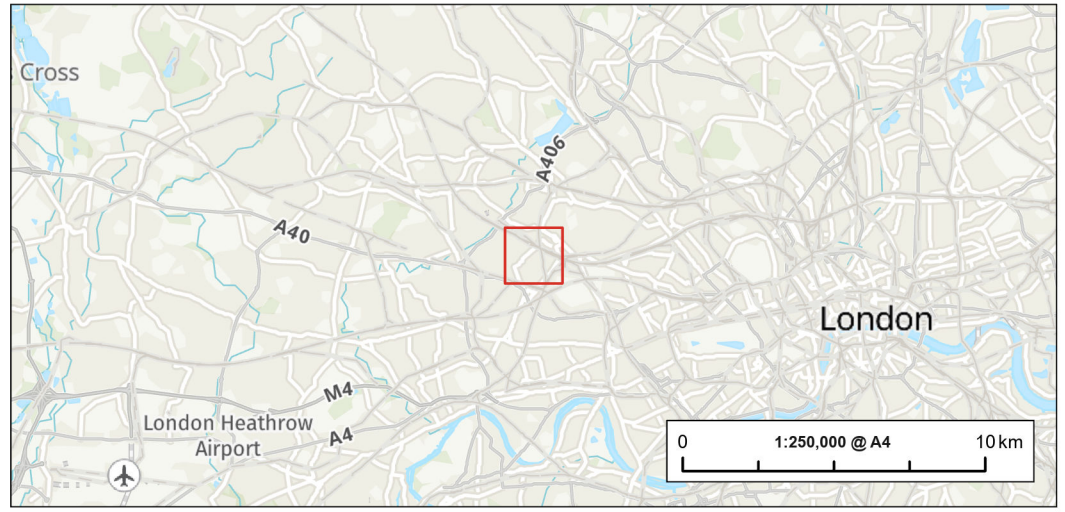 s Cross
A406
A40
London
M4
London Heathrow
Airport
A4
0 1:250,000 @ A4 10 km